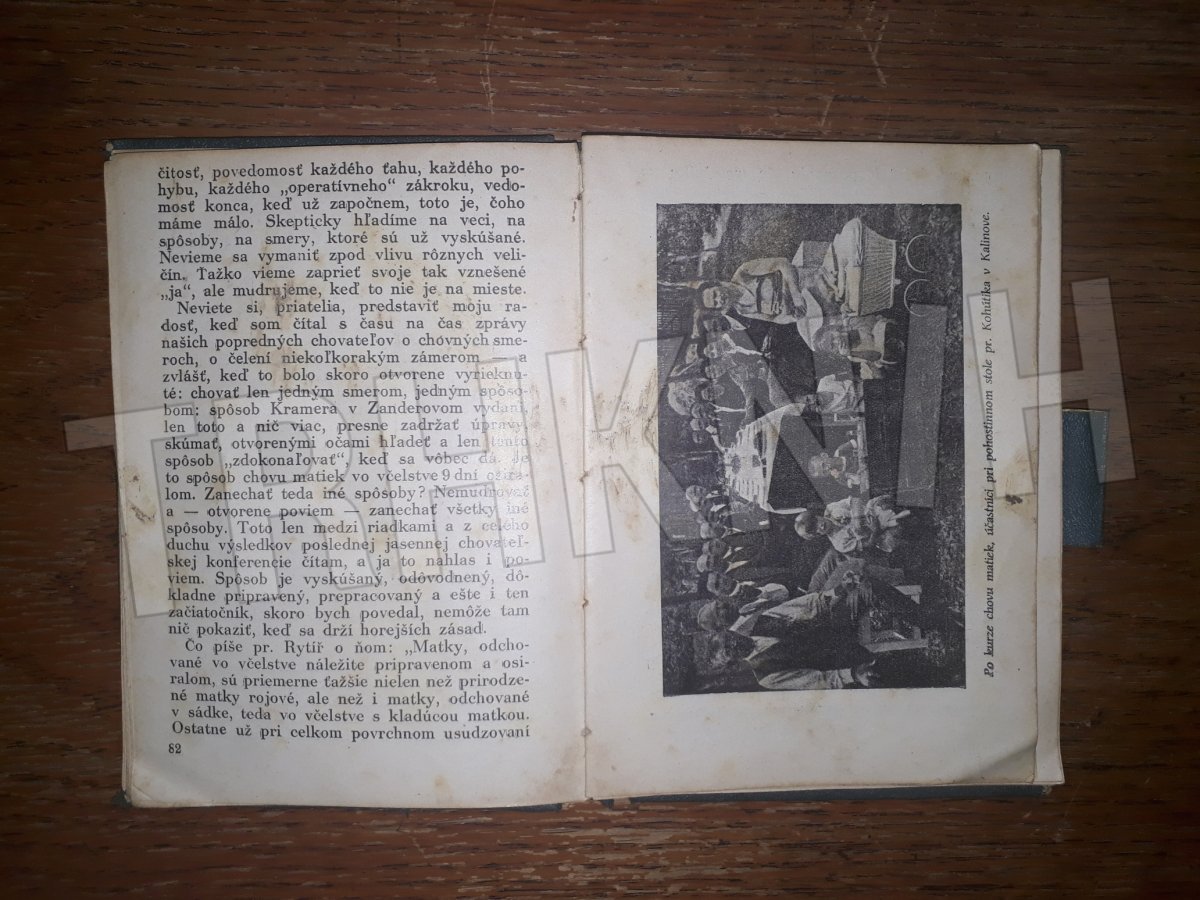 čitosť, povedomosť každého ťahu, každého po-
hybu, každého „operatívneho“ zákroku, vedo-
mosť konca, keď už započnem, toto je, čoho
máme málo. Skepticky hľadíme na veci, na
spôsoby, na smery, ktoré sú už vyskúšané.
Nevieme sa vymaniť zpod vlivu rôznych veli-
čín. Ťažko vieme zaprieť svoje tak vznešené
„ja“, ale mudrujeme, keď to nie je na mieste.
Neviete si, priatelia, predstaviť moju ra-
dosť, keď som čítal s času na čas zprávy
našich popredných chovateľov o chovných sme-
roch, o čelení niekoľkorakým zámerom — a
zvlášť, keď to bolo skoro otvorene vyrieknu-
té: chovať len jedným smerom, jedným spôso-
bom: spôsob Kramera v Zanderovom vydaní,
len toto a nič viac, presne zadržať úpravy,
skúmať, otvorenými očami hľadeť a len tento
spôsob „zdokonaľovať“, keď sa vôbec dá. Je
to spôsob chovu matiek vo včelstve 9 dní osira-
lom. Zanechať teda iné spôsoby? Nemudrovať
a — otvorene poviem — zanechať všetky iné
spôsoby. Toto len medzi riadkami a z celého
duchu výsledkov poslednej jasennej chovateľ-
skej konferencie čítam, a ja to nahlas i po-
viem. Spôsob je vyskúšaný, odôvodnený, dô-
kladne pripravený, prepracovaný a ešte i ten
začiatočník, skoro bych povedal, nemôže tam
nič pokaziť, keď sa drží horejších zásad.
Čo píše pr. Rytíř o ňom: „Matky, odcho-
vané vo včelstve náležite pripravenom a osi-
ralom, sú priemerne ťažšie nielen než prirodze-
né matky rojové, ale než i matky, odchované
v sádke, teda vo včelstve s kladúcou matkou.
Ostatne už pri celkom povrchnom usudzovaní
82
Po kurze chovu matiek, účastníci pri pohostinnom stole pr. Kohútika v Kalinove.
TRHKNIH